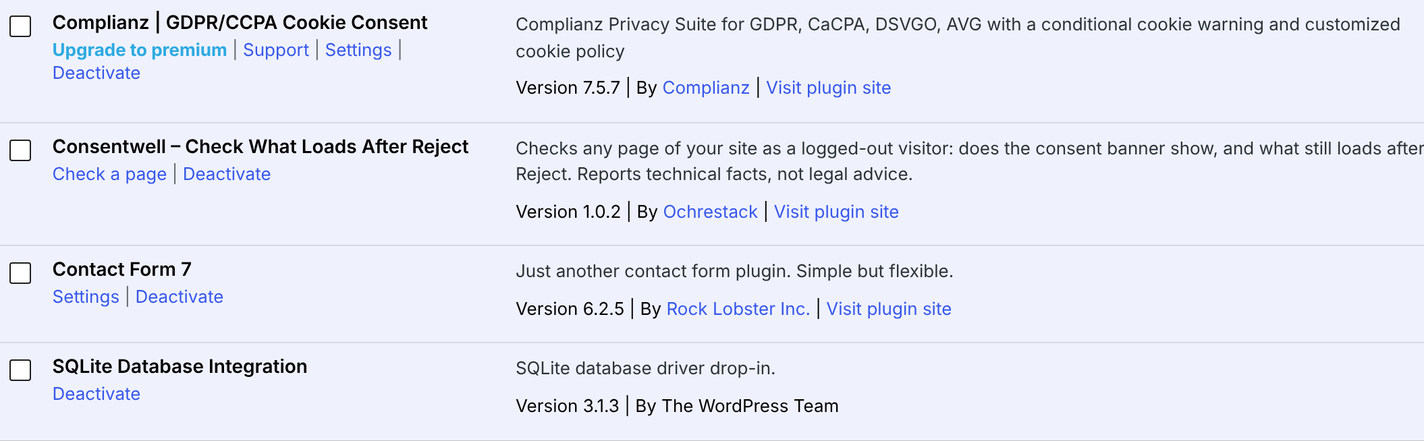 Complianz | GDPR/CCPA Cookie Consent
Upgrade to premium | Support | Settings |
Deactivate
Complianz Privacy Suite for GDPR, CaCPA, DSVGO, AVG with a conditional cookie warning and customized
cookie policy
Version 7.5.7 | By Complianz | Visit plugin site
Consentwell – Check What Loads After Reject
Check a page | Deactivate
Checks any page of your site as a logged-out visitor: does the consent banner show, and what still loads after
Reject. Reports technical facts, not legal advice.
Version 1.0.2 | By Ochrestack | Visit plugin site
Contact Form 7
Settings | Deactivate
Just another contact form plugin. Simple but flexible.
Version 6.2.5 | By Rock Lobster Inc. | Visit plugin site
SQLite Database Integration
Deactivate
SQLite database driver drop-in.
Version 3.1.3 | By The WordPress Team